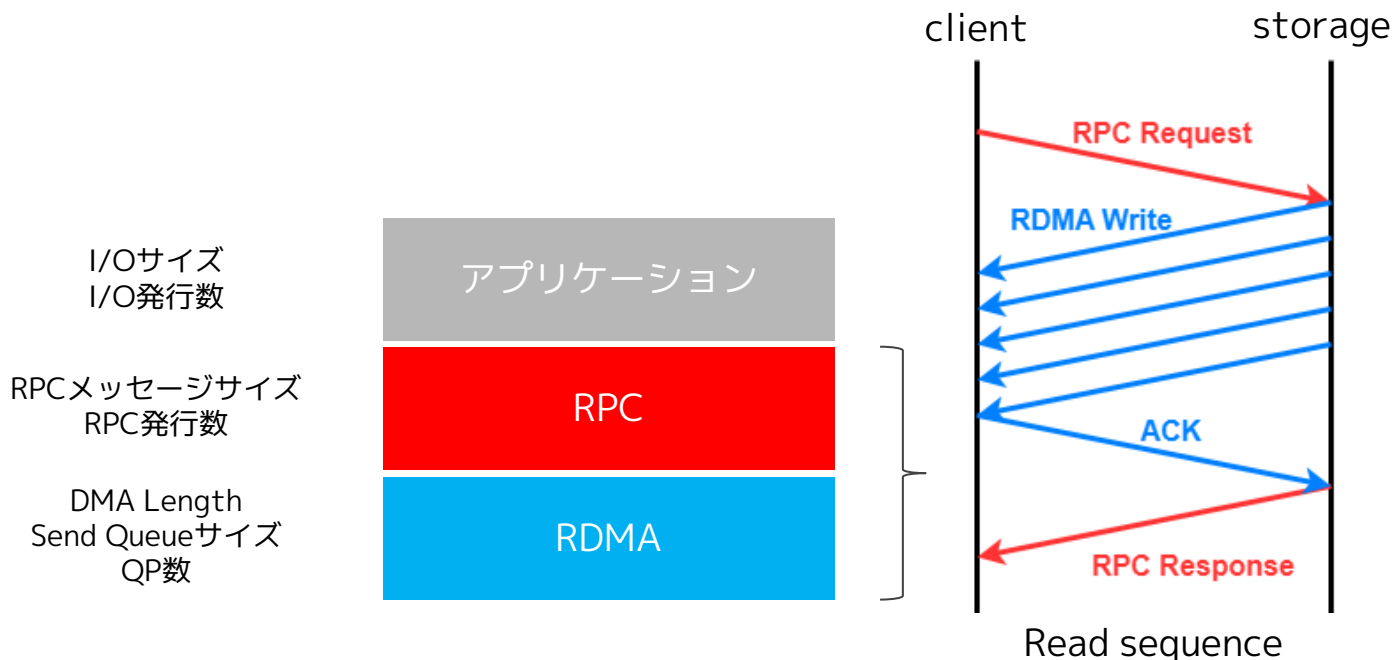 I/Oサイズ
I/O発行数
RPCメッセージサイズ
RPC発行数
DMA Length
Send Queueサイズ
QP数
アプリケーション
RPC
RDMA
client
storage
RPC Request
RDMA Write
ACK
RPC Response
Read sequence